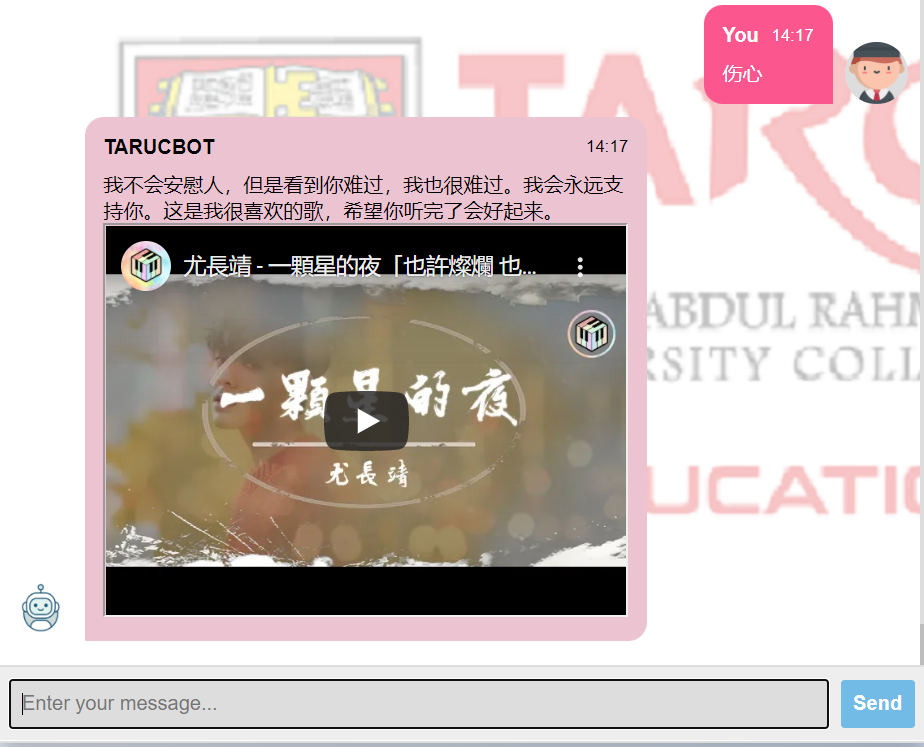 You 14:17
伤心
TARUCBOT 14:17
我不会安慰人，但是看到你难过，我也很难过。我会永远支
持你。这是我很喜欢的歌，希望你听完了会好起来。
尤長靖 - 一顆星的夜「也許燦爛 也...
一顆星的夜
尤長靖
TARC
ABDUL RAHM
RSITY COLL
UCATIO
Enter your message...
Send